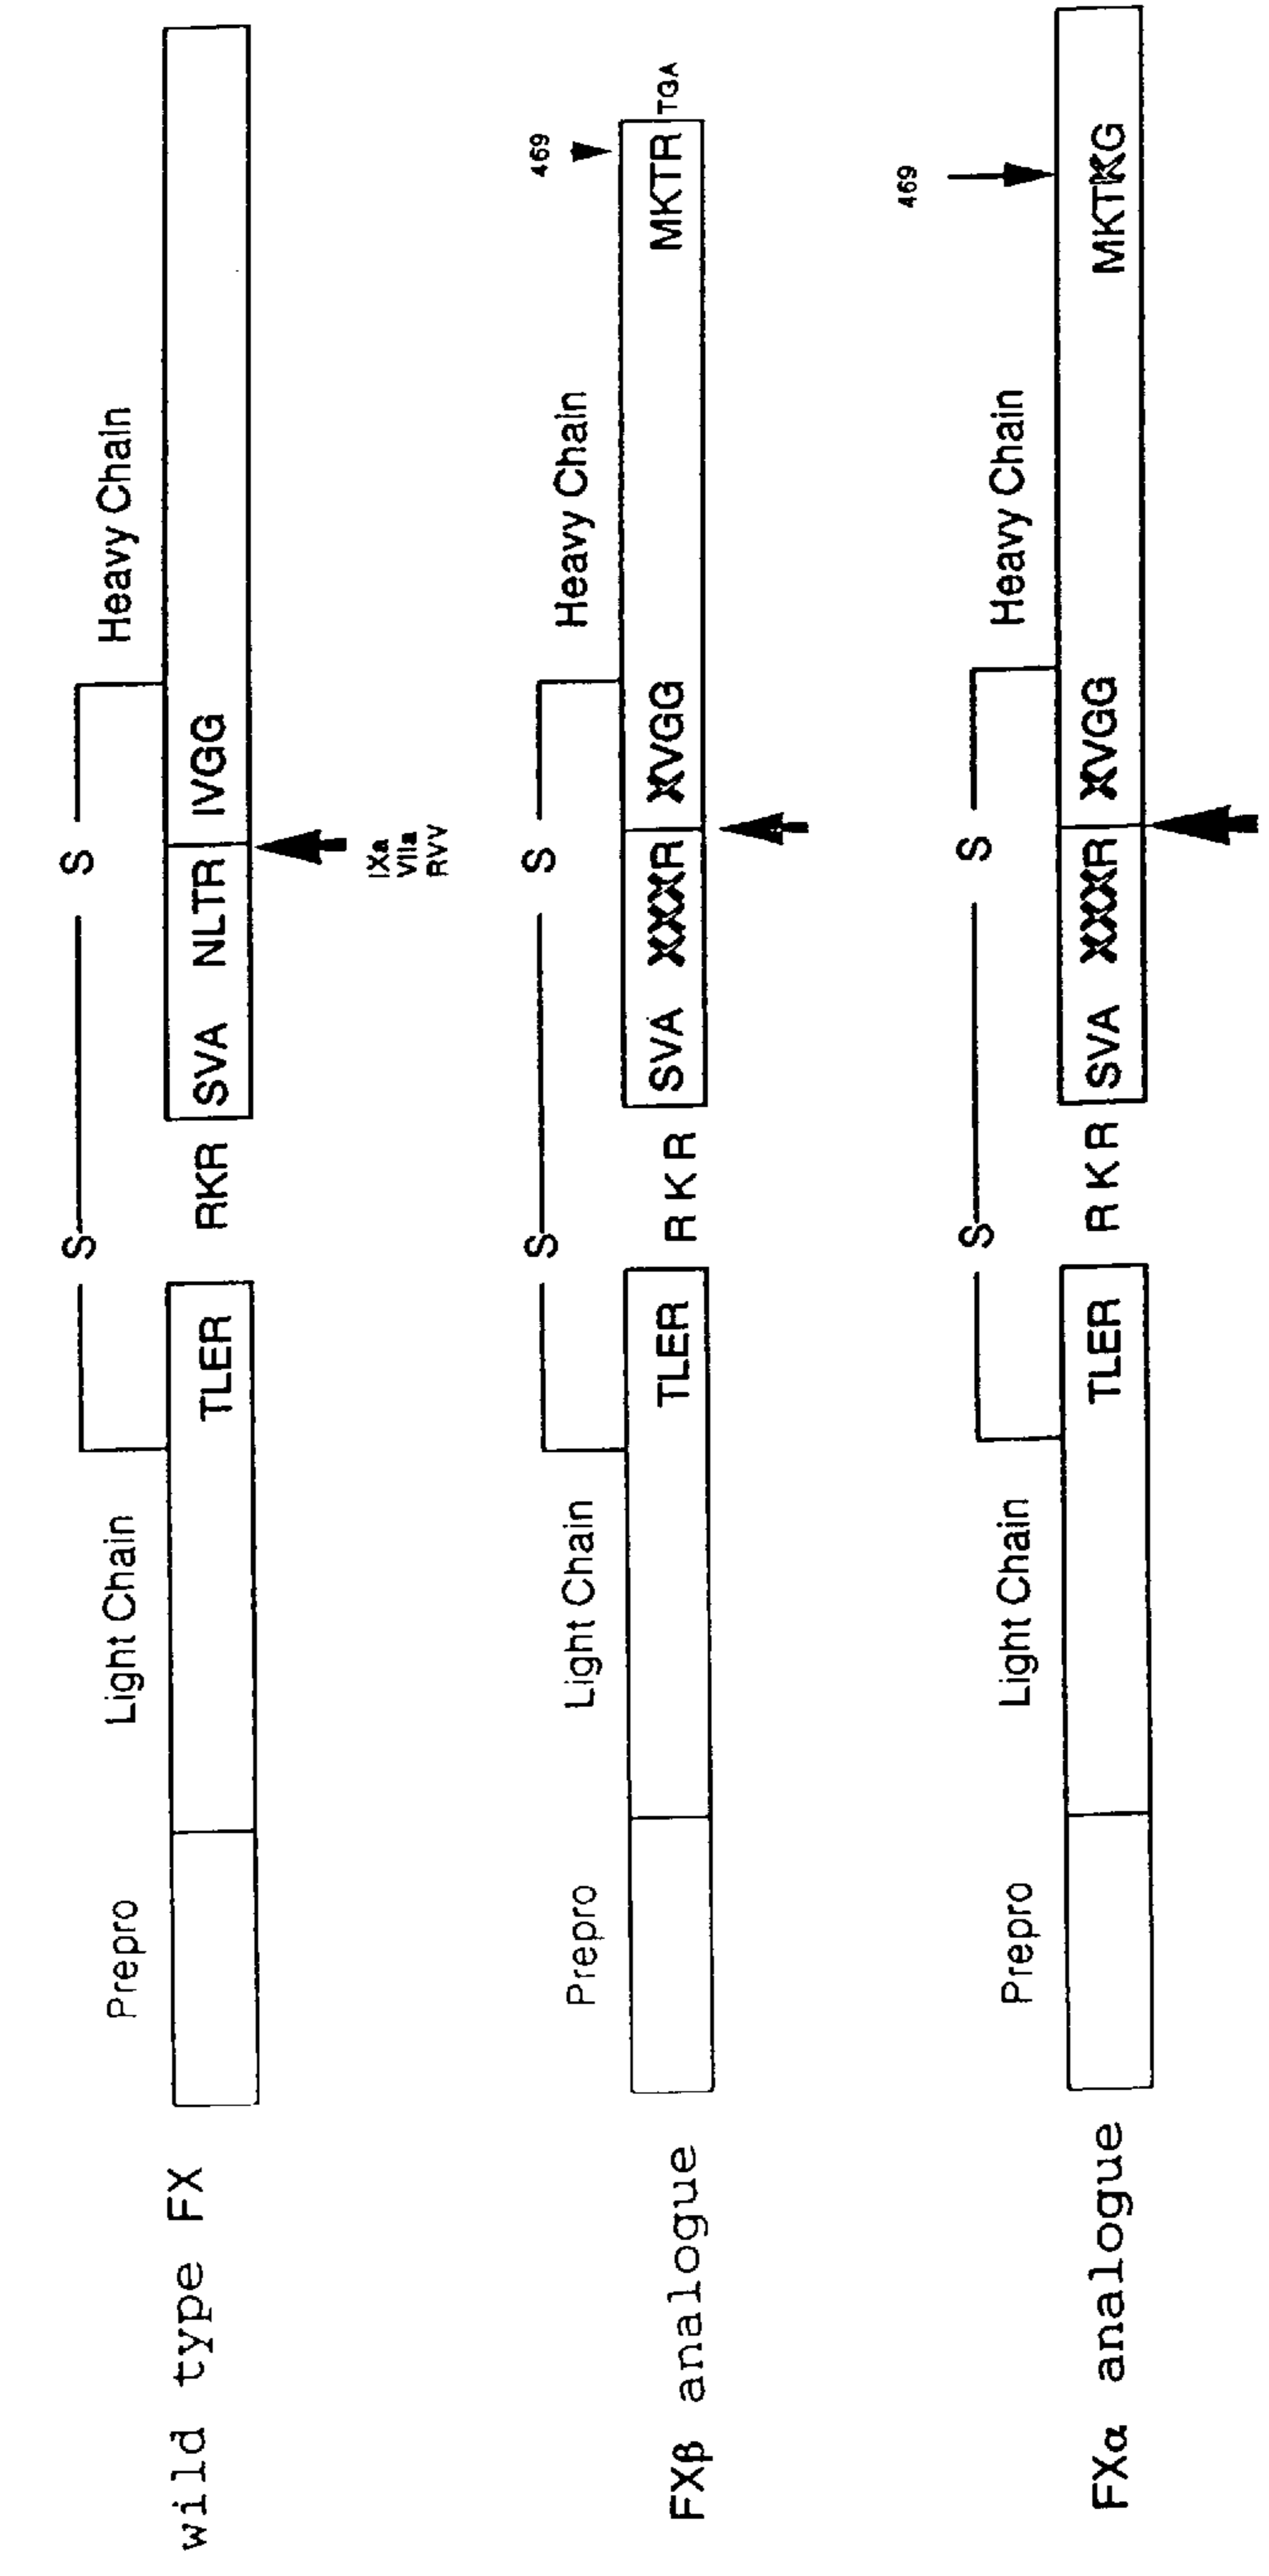 wild type FX
Prepro
Light Chain
Heavy Chain
S S
TLER RKR SVA NLTR IVGG
IXa
VIIa
RVV
FXβ analogue
Prepro
Light Chain
Heavy Chain
S S
469
TLER R K R SVA XXXR XVGG MKTR TGA
FXα analogue
Prepro
Light Chain
Heavy Chain
S S
469
TLER R K R SVA XXXR XVGG MKTKG